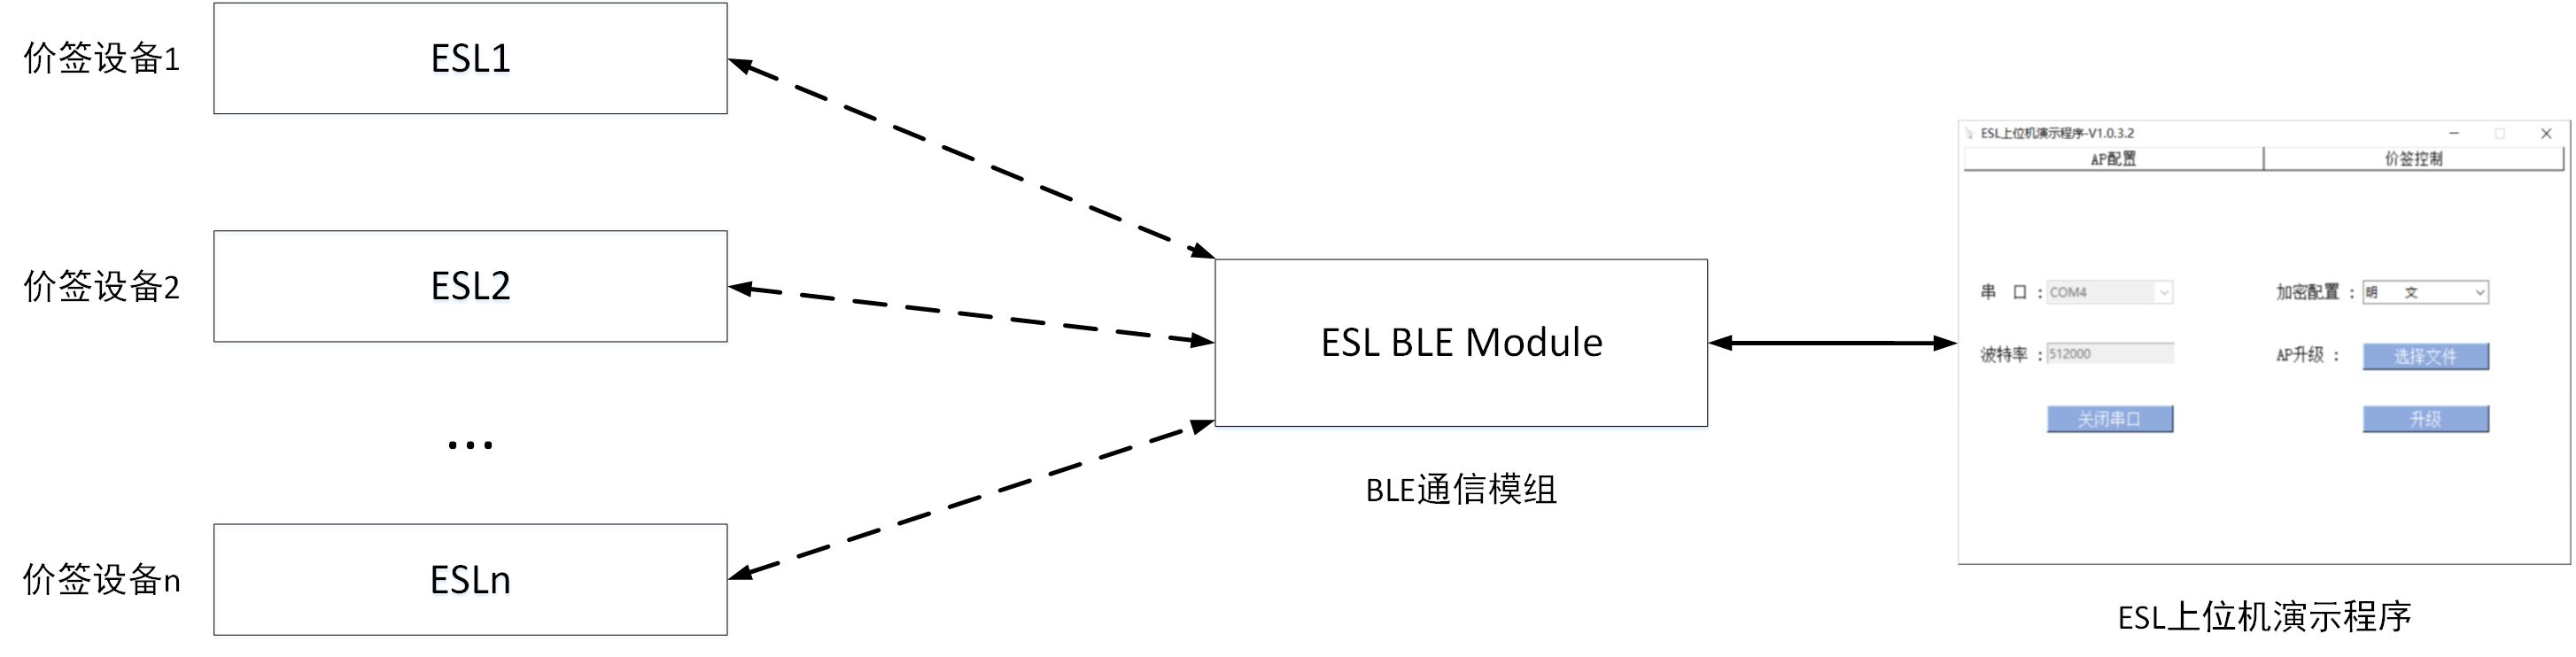 价签设备1
ESL1
价签设备2
ESL2
...
价签设备n
ESLn
ESL BLE Module
BLE通信模组
ESL上位机演示程序-V1.0.3.2
AP配置 价签控制
串 口 : COM4 加密配置 : 明 文
波特率 : 512000 AP升级 : 选择文件
关闭串口 升级
ESL上位机演示程序